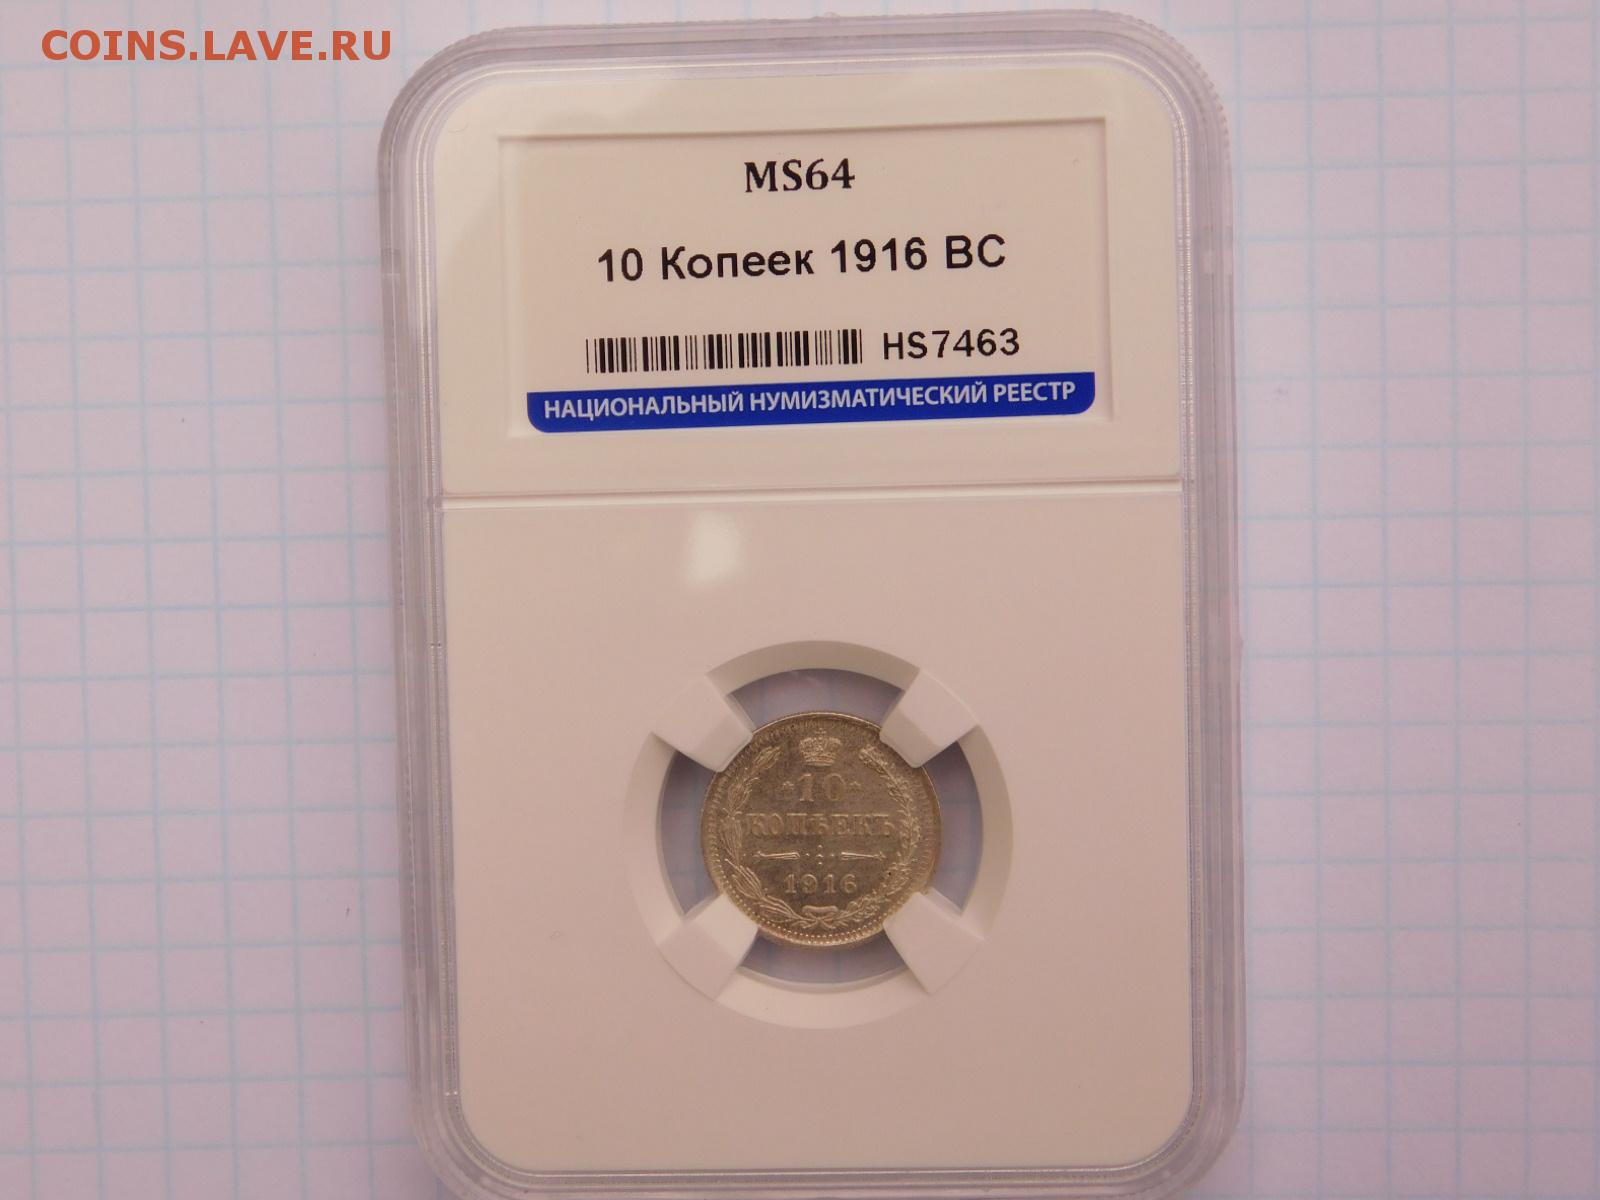 COINS.LAVE.RU
MS64
10 Копеек 1916 ВС
HS7463
НАЦИОНАЛЬНЫЙ НУМИЗМАТИЧЕСКИЙ РЕЕСТР
10
КОПѢЕКЪ
1916